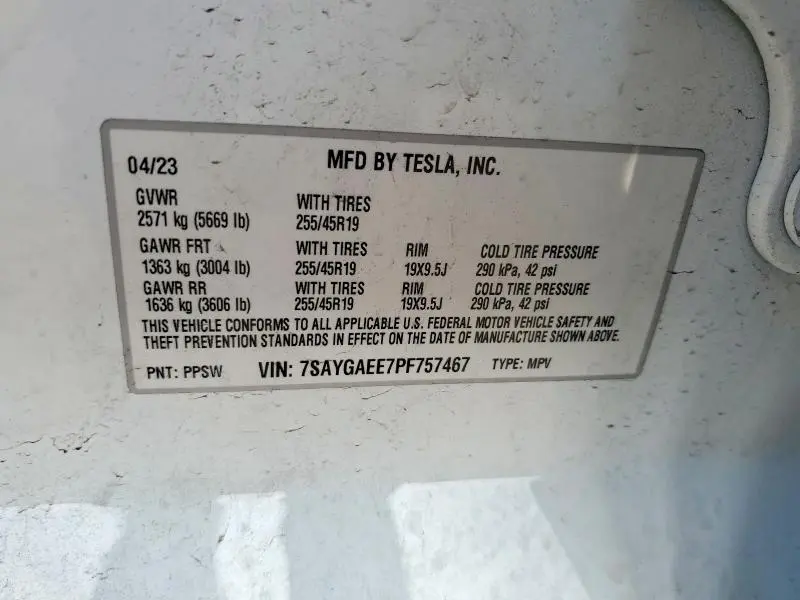 04/23 MFD BY TESLA, INC.
GVWR WITH TIRES
2571 kg (5669 lb) 255/45R19
GAWR FRT WITH TIRES RIM COLD TIRE PRESSURE
1363 kg (3004 lb) 255/45R19 19X9.5J 290 kPa, 42 psi
GAWR RR WITH TIRES RIM COLD TIRE PRESSURE
1636 kg (3606 lb) 255/45R19 19X9.5J 290 kPa, 42 psi
THIS VEHICLE CONFORMS TO ALL APPLICABLE U.S. FEDERAL MOTOR VEHICLE SAFETY AND
THEFT PREVENTION STANDARDS IN EFFECT ON THE DATE OF MANUFACTURE SHOWN ABOVE.
PNT: PPSW VIN: 7SAYGAEE7PF757467 TYPE: MPV